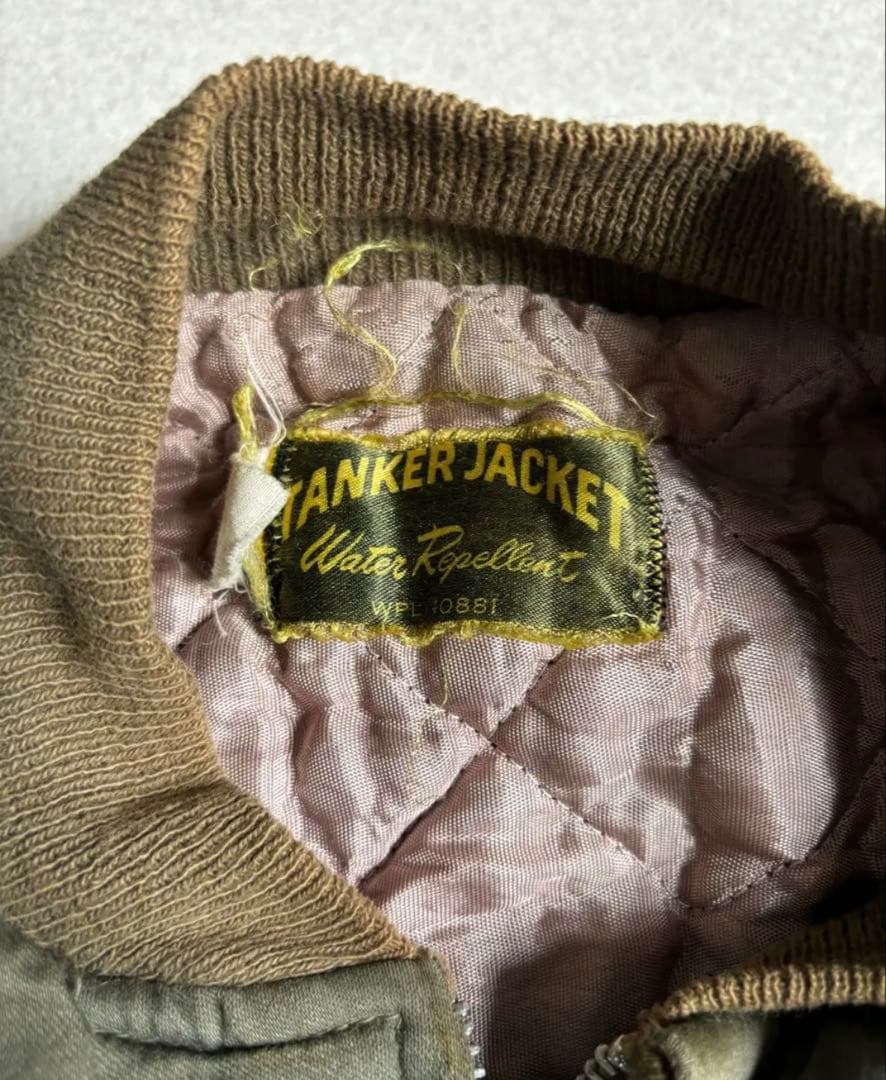 TANKER JACKET
Water Repellent
WPL 10881